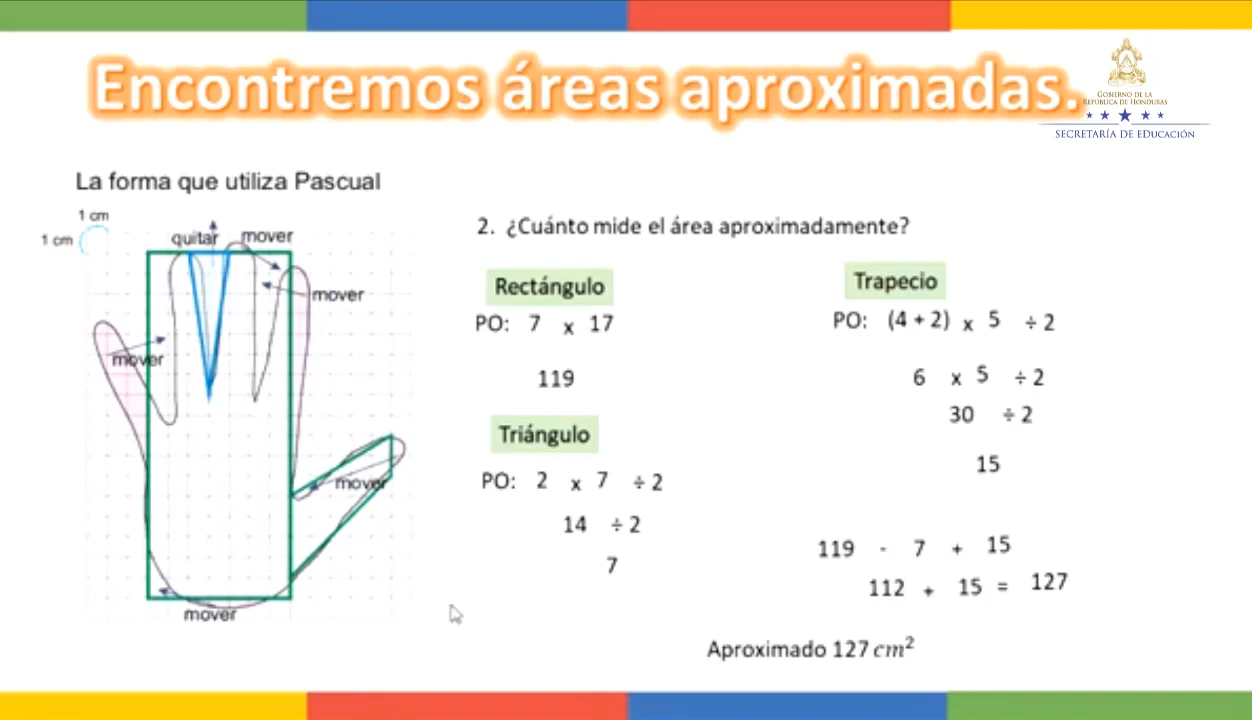 Encontremos áreas aproximadas.
GOBIERNO DE LA
REPÚBLICA DE HONDURAS
SECRETARÍA DE EDUCACIÓN
La forma que utiliza Pascual
1 cm
1 cm
quitar
mover
mover
mover
mover
mover
2. ¿Cuánto mide el área aproximadamente?
Rectángulo
PO: 7 x 17
119
Triángulo
PO: 2 x 7 ÷ 2
14 ÷ 2
7
Trapecio
PO: (4 + 2) x 5 ÷ 2
6 x 5 ÷ 2
30 ÷ 2
15
119 - 7 + 15
112 + 15 = 127
Aproximado 127 cm²